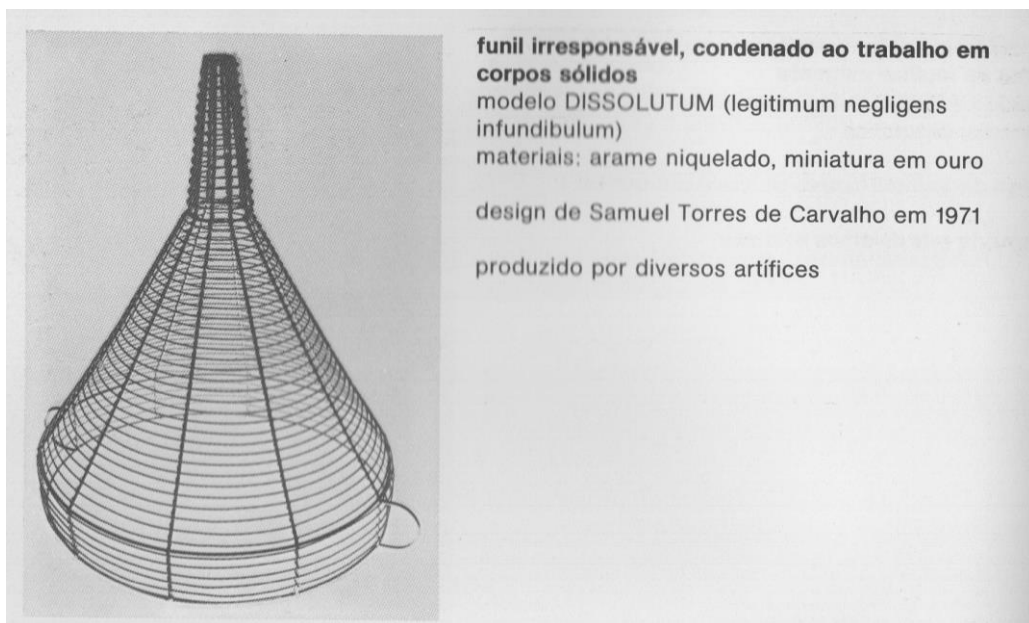 funil irresponsável, condenado ao trabalho em
corpos sólidos
modelo DISSOLUTUM (legitimum negligens
infundibulum)
materiais: arame niquelado, miniatura em ouro
design de Samuel Torres de Carvalho em 1971
produzido por diversos artífices